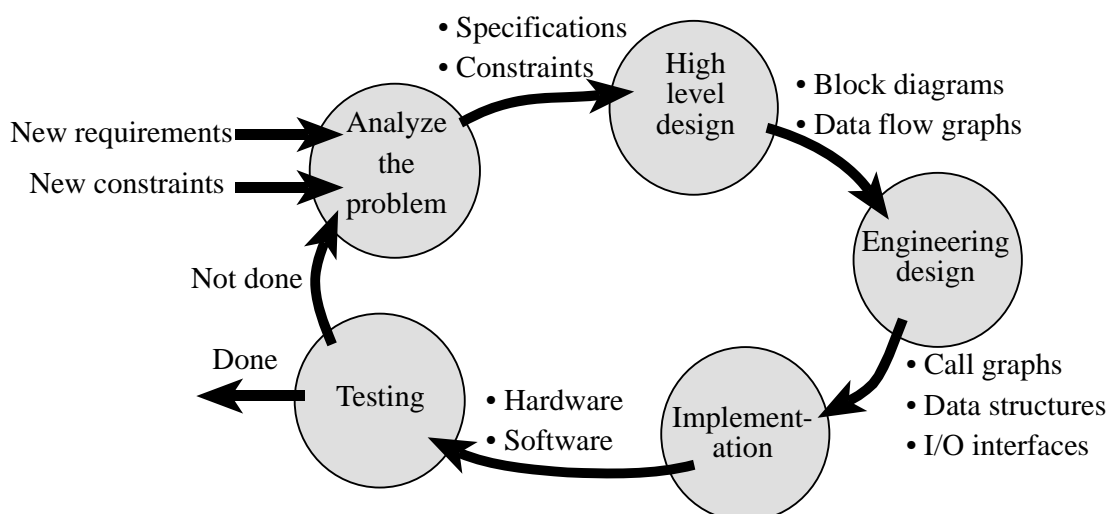 • Specifications
• Constraints
High
level
design
• Block diagrams
• Data flow graphs
New requirements
New constraints
Analyze
the
problem
Engineering
design
Not done
Done
Testing
• Hardware
• Software
Implement-
ation
• Call graphs
• Data structures
• I/O interfaces